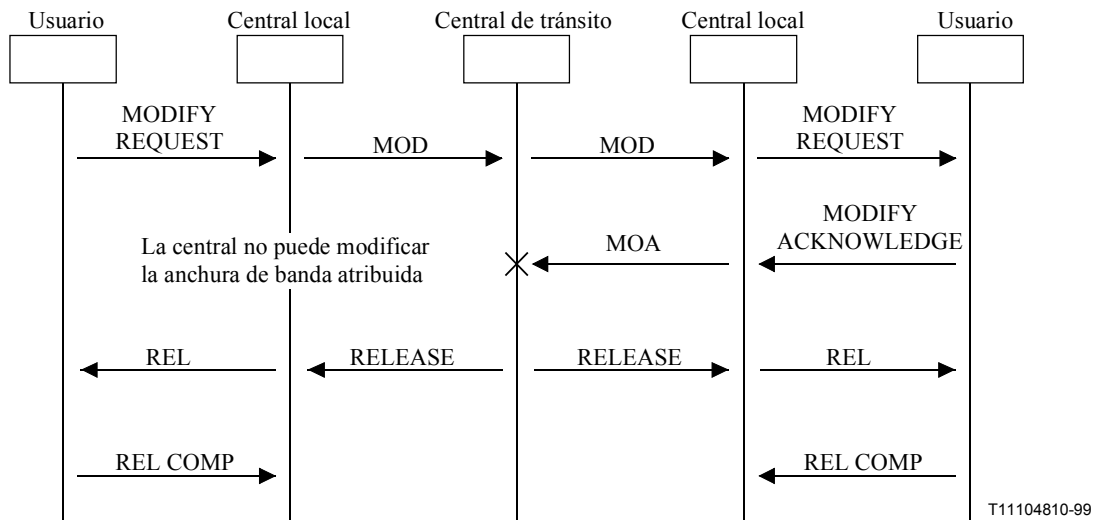 Usuario Central local Central de tránsito Central local Usuario
MODIFY
REQUEST
MOD
MOD
MODIFY
REQUEST
La central no puede modificar
la anchura de banda atribuida
MOA
MODIFY
ACKNOWLEDGE
REL
RELEASE
RELEASE
REL
REL COMP
REL COMP
T11104810-99